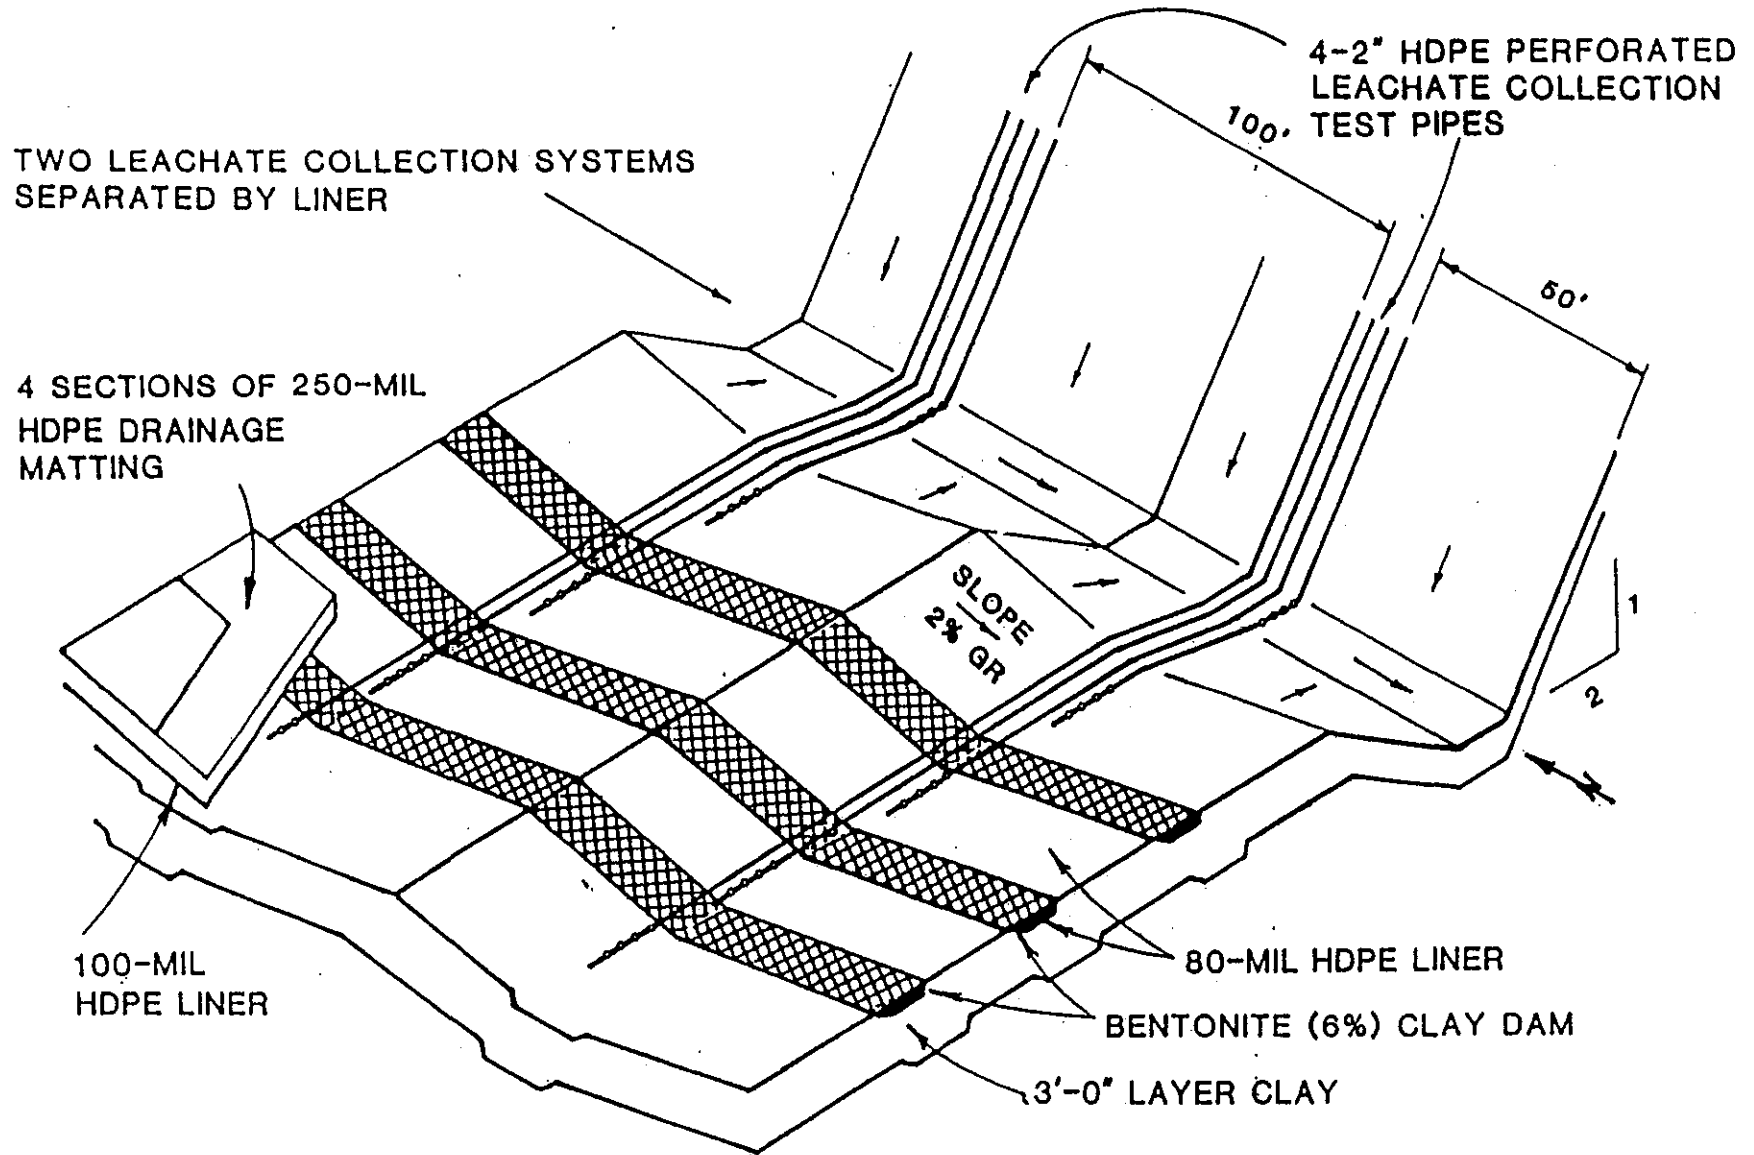 4-2" HDPE PERFORATED
LEACHATE COLLECTION
TEST PIPES
100'
TWO LEACHATE COLLECTION SYSTEMS
SEPARATED BY LINER
50'
4 SECTIONS OF 250-MIL
HDPE DRAINAGE
MATTING
SLOPE
2% GR
1
2
N
100-MIL
HDPE LINER
80-MIL HDPE LINER
BENTONITE (6%) CLAY DAM
3'-0" LAYER CLAY